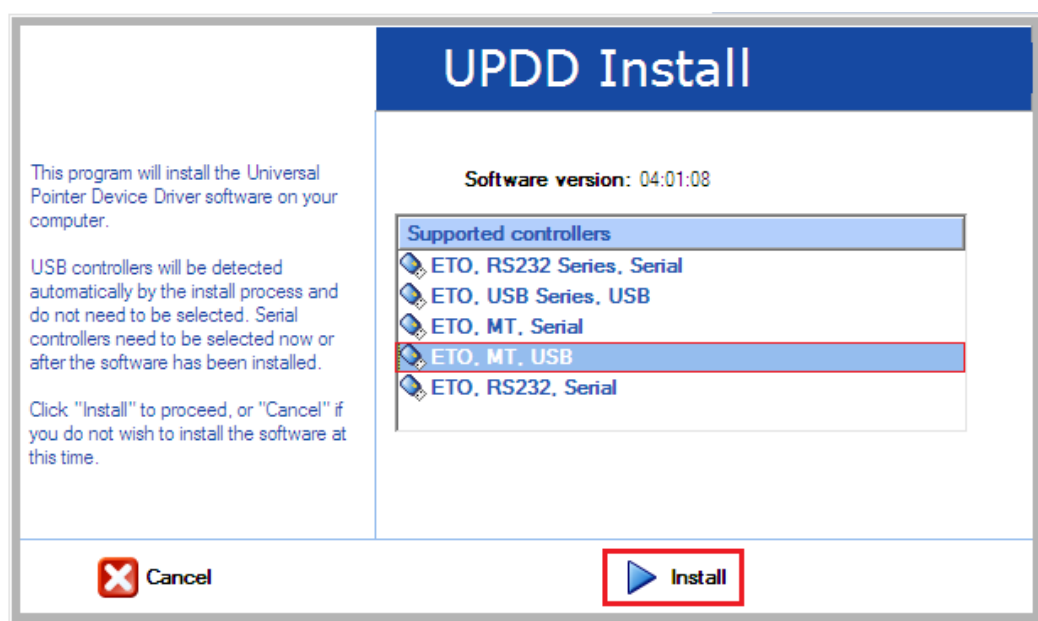 UPDD Install
This program will install the Universal
Pointer Device Driver software on your
computer.
USB controllers will be detected
automatically by the install process and
do not need to be selected. Serial
controllers need to be selected now or
after the software has been installed.
Click "Install" to proceed, or "Cancel" if
you do not wish to install the software at
this time.
Software version: 04:01:08
Supported controllers
ETO, RS232 Series, Serial
ETO, USB Series, USB
ETO, MT, Serial
ETO, MT, USB
ETO, RS232, Serial
Cancel
Install